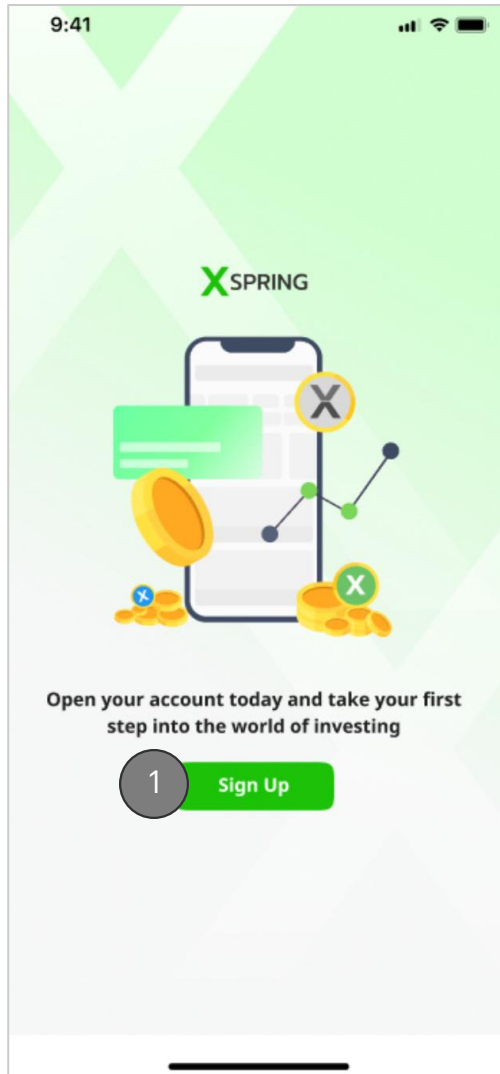 9:41
XSPRING
X
X
X
Open your account today and take your first
step into the world of investing
1 Sign Up